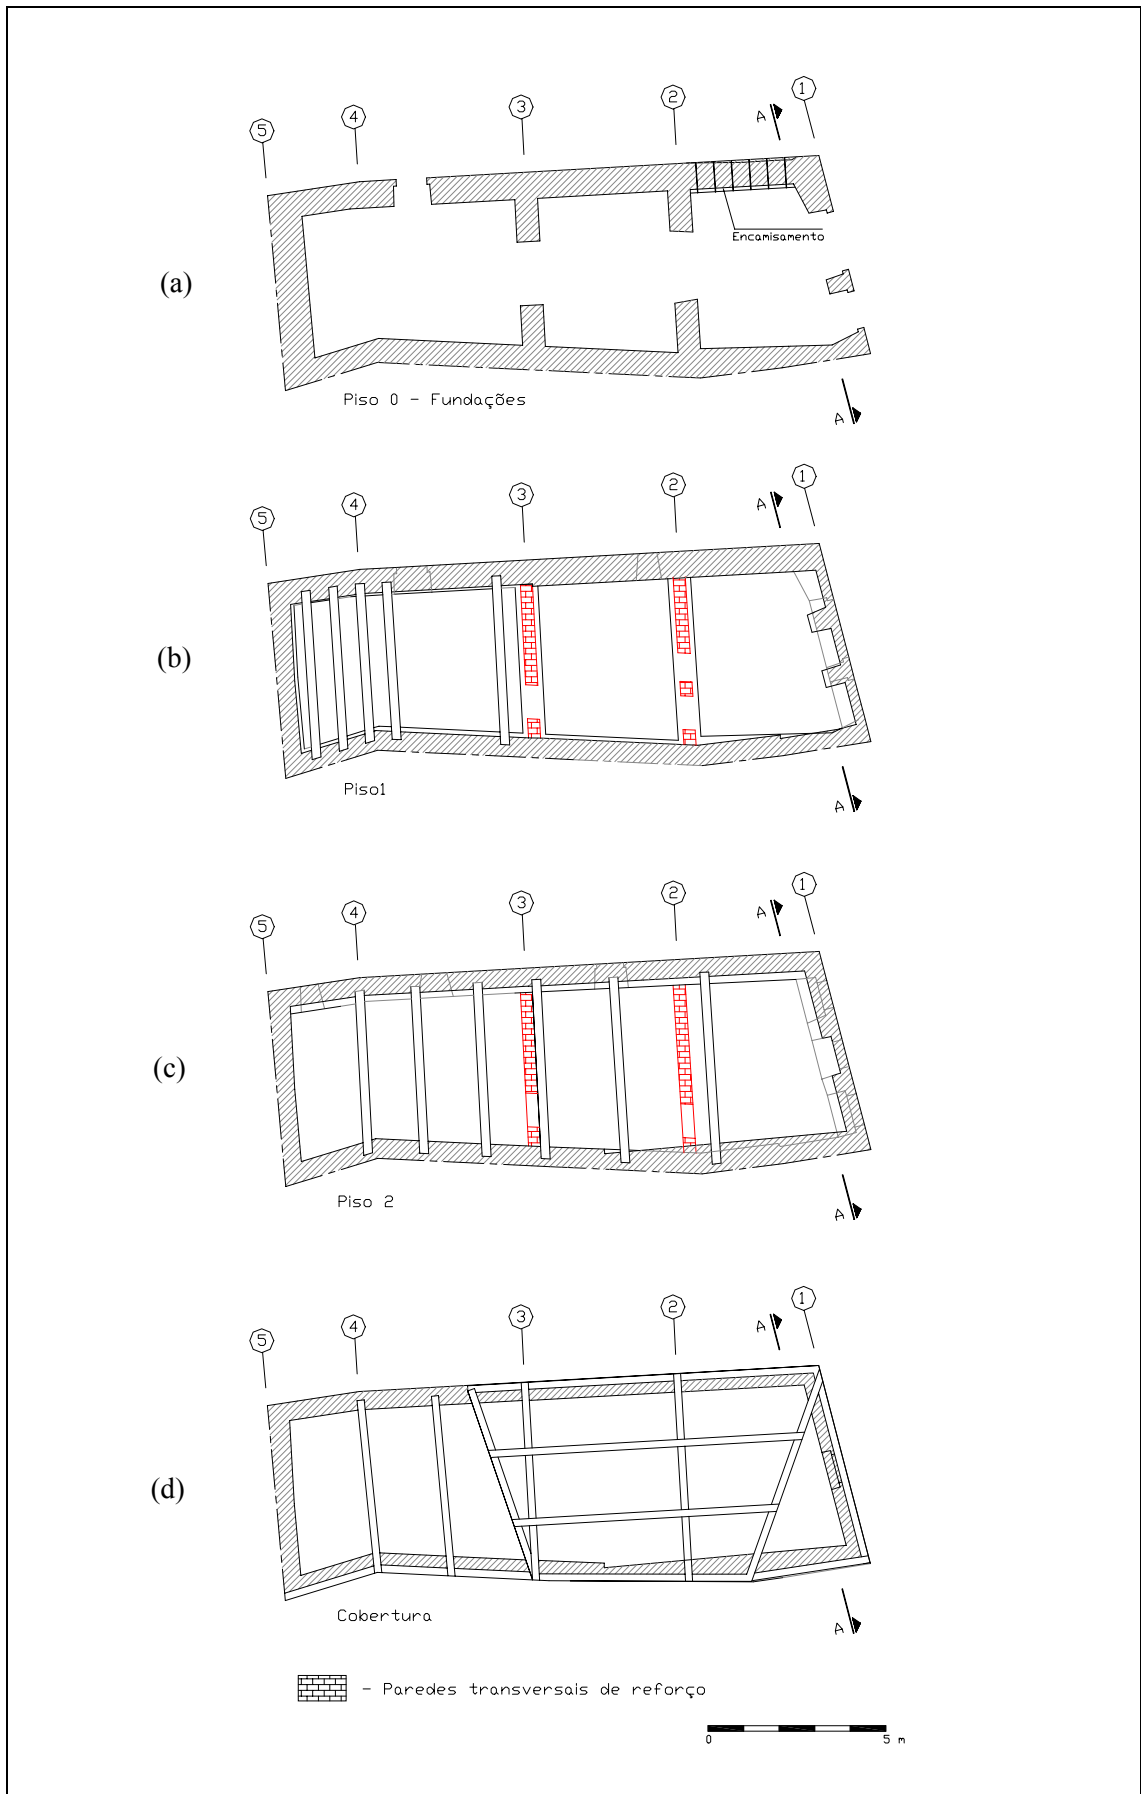 1
2
3
4
5
A
Encamisamento
(a)
Piso 0 - Fundações
A
1
2
3
4
5
A
(b)
Piso1
A
1
2
3
4
5
A
(c)
Piso 2
A
1
2
3
4
5
A
(d)
Cobertura
A
- Paredes transversais de reforço
0 5 m